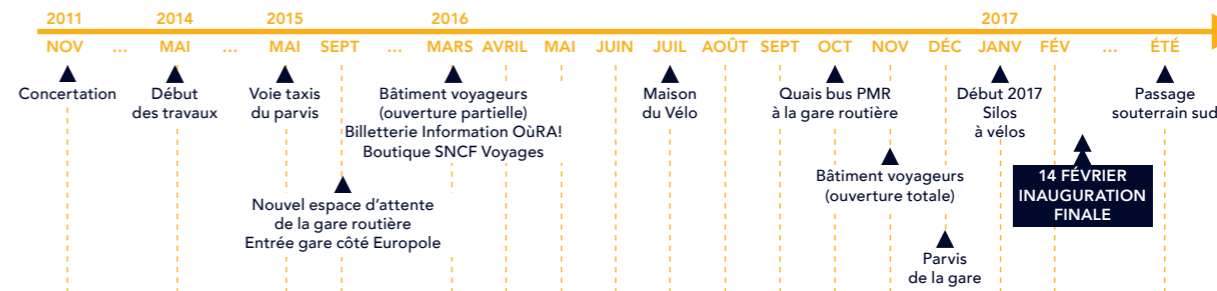 2011 2014 2015 2016 2017
NOV ... MAI ... MAI SEPT ... MARS AVRIL MAI JUIN JUIL AOÛT SEPT OCT NOV DÉC JANV FÉV ... ÉTÉ
Concertation
Début
des travaux
Voie taxis
du parvis
Nouvel espace d'attente
de la gare routière
Entrée gare côté Europole
Bâtiment voyageurs
(ouverture partielle)
Billetterie Information OùRA!
Boutique SNCF Voyages
Maison
du Vélo
Quais bus PMR
à la gare routière
Bâtiment voyageurs
(ouverture totale)
Parvis
de la gare
Début 2017
Silos
à vélos
14 FÉVRIER
INAUGURATION
FINALE
Passage
souterrain sud